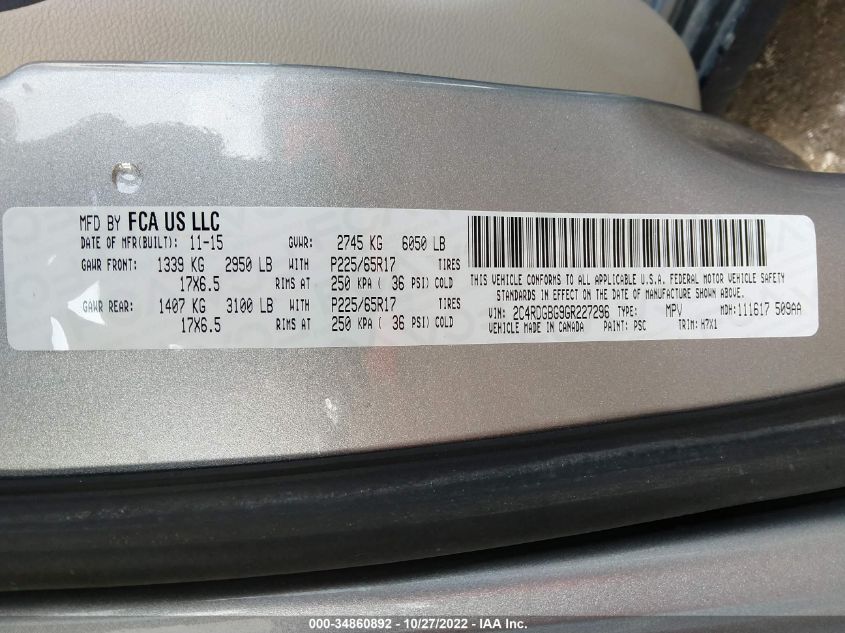 MFD BY FCA US LLC
DATE OF MFR(BUILT): 11-15 GVWR: 2745 KG 6050 LB
GAWR FRONT: 1339 KG 2950 LB WITH P225/65R17 TIRES
17X6.5 RIMS AT 250 KPA ( 36 PSI) COLD
GAWR REAR: 1407 KG 3100 LB WITH P225/65R17 TIRES
17X6.5 RIMS AT 250 KPA ( 36 PSI) COLD
THIS VEHICLE CONFORMS TO ALL APPLICABLE U.S.A. FEDERAL MOTOR VEHICLE SAFETY
STANDARDS IN EFFECT ON THE DATE OF MANUFACTURE SHOWN ABOVE.
VIN: 2C4RDGBG9GR227296 TYPE: MPV MDH:111617 509AA
VEHICLE MADE IN CANADA PAINT: PSC TRIM: H7X1
000-34860892 - 10/27/2022 - IAA Inc.